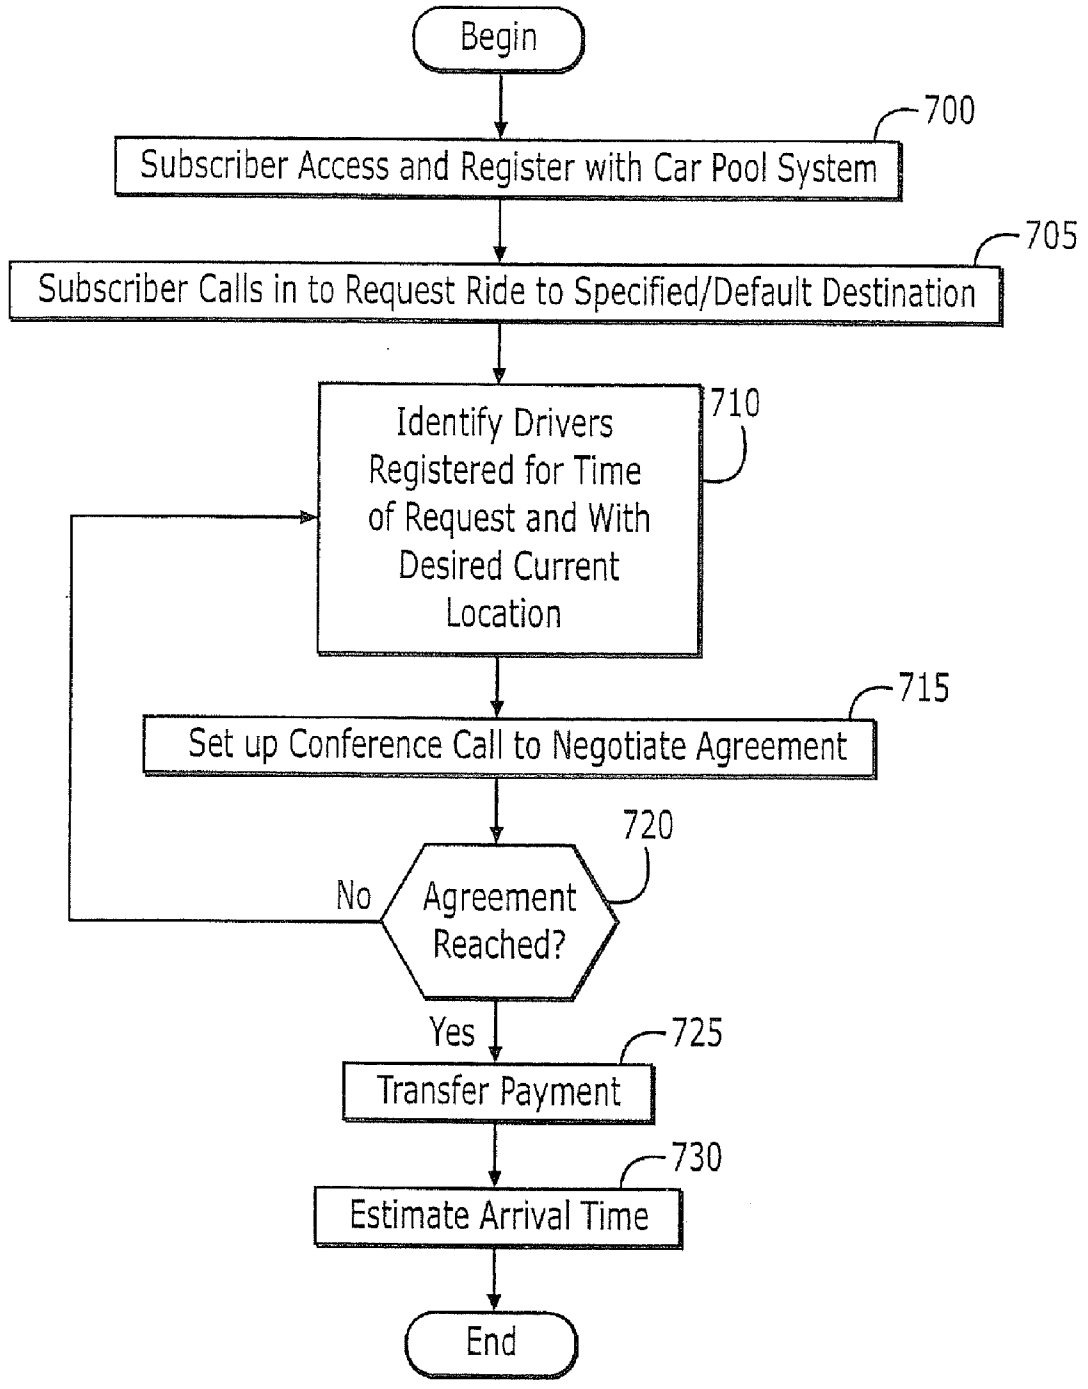 Begin
700
Subscriber Access and Register with Car Pool System
705
Subscriber Calls in to Request Ride to Specified/Default Destination
710
Identify Drivers
Registered for Time
of Request and With
Desired Current
Location
715
Set up Conference Call to Negotiate Agreement
720
No
Agreement
Reached?
Yes
725
Transfer Payment
730
Estimate Arrival Time
End